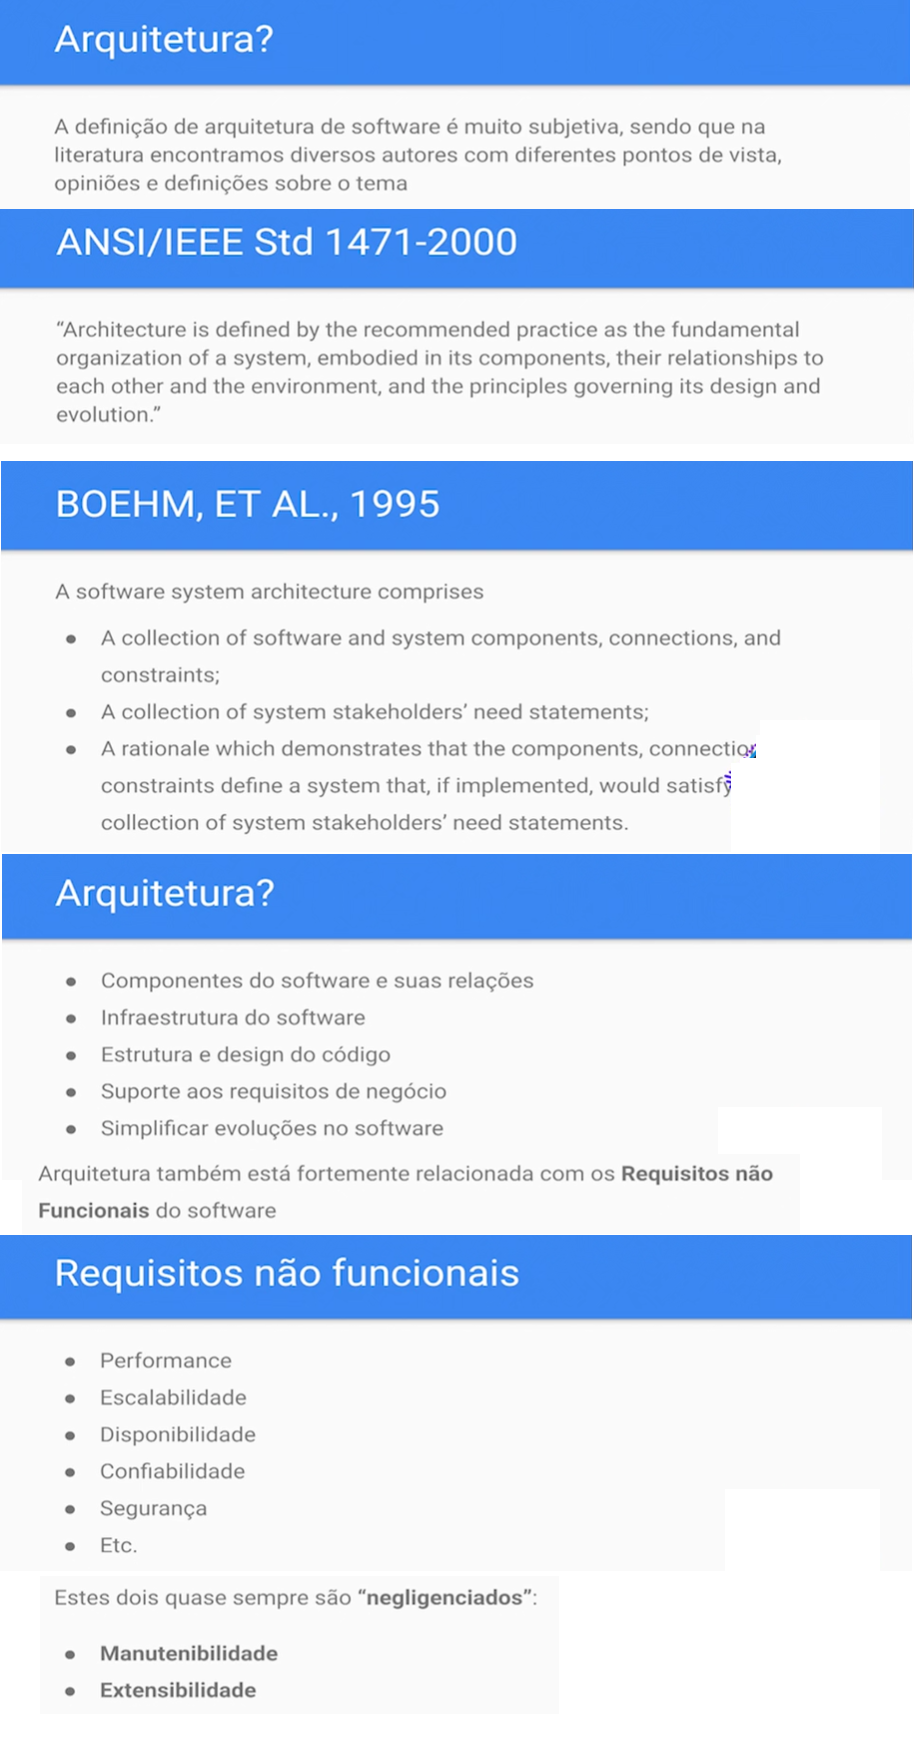 Arquitetura?
A definição de arquitetura de software é muito subjetiva, sendo que na
literatura encontramos diversos autores com diferentes pontos de vista,
opiniões e definições sobre o tema
ANSI/IEEE Std 1471-2000
“Architecture is defined by the recommended practice as the fundamental
organization of a system, embodied in its components, their relationships to
each other and the environment, and the principles governing its design and
evolution.”
BOEHM, ET AL., 1995
A software system architecture comprises
● A collection of software and system components, connections, and
constraints;
● A collection of system stakeholders’ need statements;
● A rationale which demonstrates that the components,
constraints define a system that, if implemented, would satisfy
collection of system stakeholders’ need statements.
Arquitetura?
● Componentes do software e suas relações
● Infraestrutura do software
● Estrutura e design do código
● Suporte aos requisitos de negócio
● Simplificar evoluções no software
Arquitetura também está fortemente relacionada com os Requisitos não
Funcionais do software
Requisitos não funcionais
● Performance
● Escalabilidade
● Disponibilidade
● Confiabilidade
● Segurança
● Etc.
Estes dois quase sempre são “negligenciados”:
● Manutenibilidade
● Extensibilidade